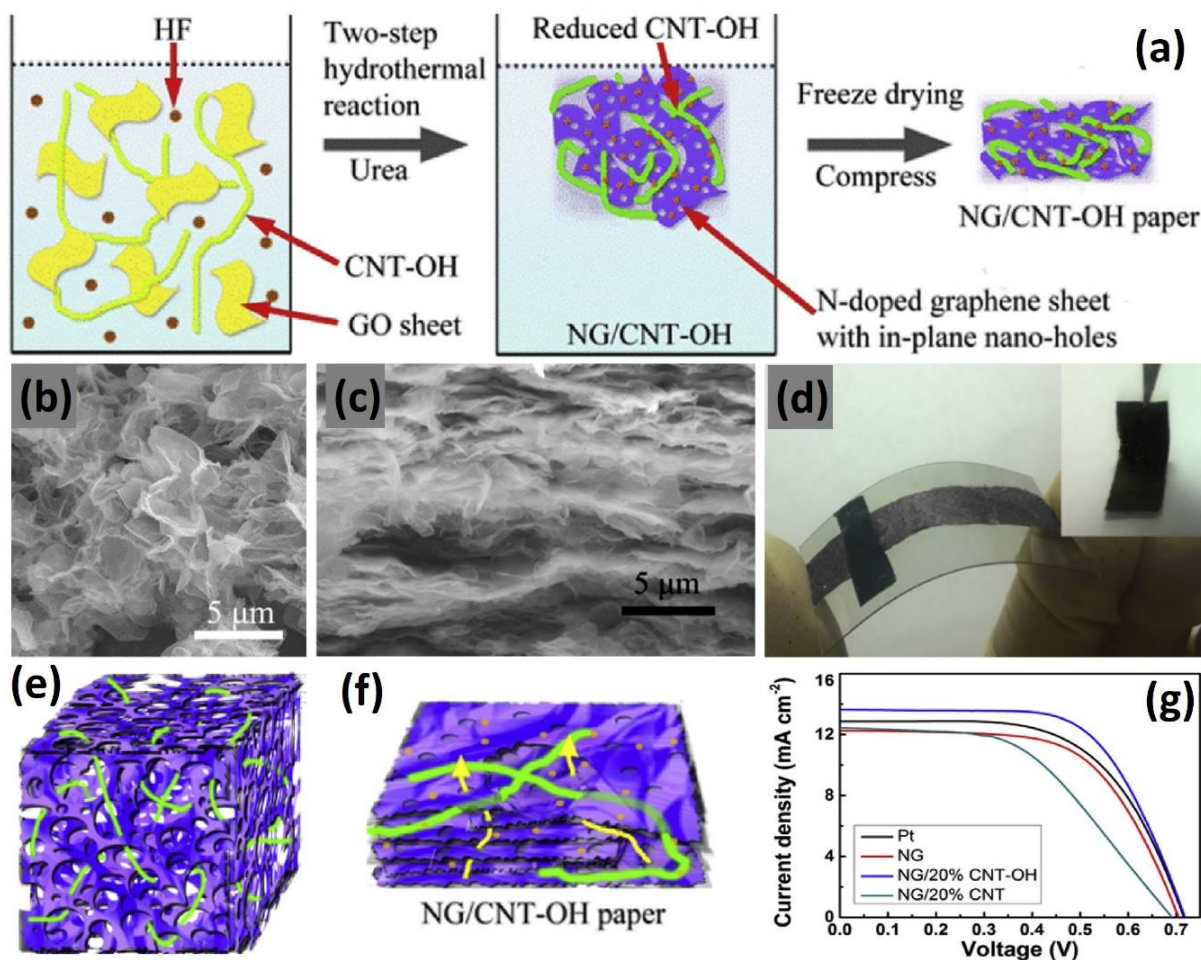 HF
Two-step
hydrothermal
reaction
Urea
CNT-OH
GO sheet
Reduced CNT-OH
NG/CNT-OH
Freeze drying
Compress
(a)
NG/CNT-OH paper
N-doped graphene sheet
with in-plane nano-holes
(b)
5 μm
(c)
5 μm
(d)
(e)
(f)
NG/CNT-OH paper
(g)
Current density (mA cm⁻²)
16
12
8
4
0
Pt
NG
NG/20% CNT-OH
NG/20% CNT
0.0 0.1 0.2 0.3 0.4 0.5 0.6 0.7
Voltage (V)